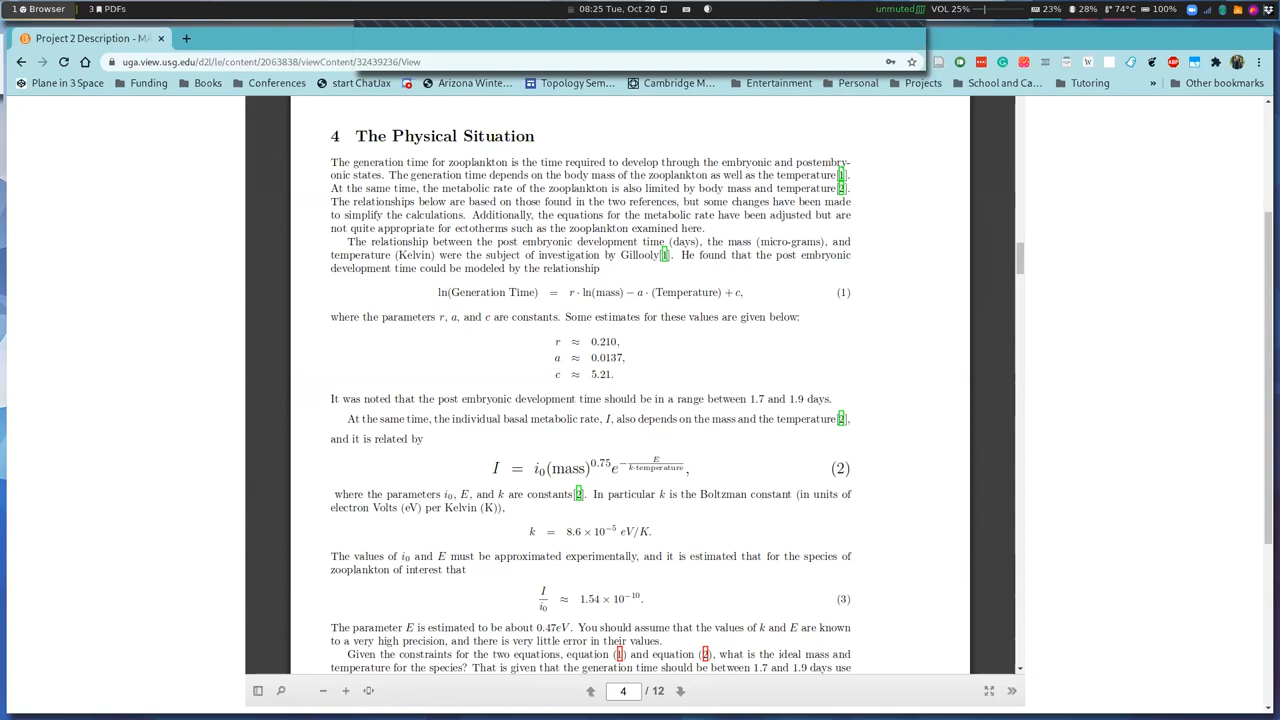 1 Browser 3 PDFs 08:25 Tue, Oct 20 unmuted VOL 25% 23% 28% 74°C 100%
Project 2 Description - MA
uga.view.usg.edu/d2l/le/content/2063838/viewContent/32439236/View
Plane in 3 Space Funding Books Conferences start ChatJax Arizona Winte... Topology Sem... Cambridge M... Entertainment Personal Projects School and Ca... Tutoring » Other bookmarks
4 The Physical Situation
The generation time for zooplankton is the time required to develop through the embryonic and postembry-
onic states. The generation time depends on the body mass of the zooplankton as well as the temperature[1].
At the same time, the metabolic rate of the zooplankton is also limited by body mass and temperature[2].
The relationships below are based on those found in the two references, but some changes have been made
to simplify the calculations. Additionally, the equations for the metabolic rate have been adjusted but are
not quite appropriate for ectotherms such as the zooplankton examined here.
The relationship between the post embryonic development time (days), the mass (micro-grams), and
temperature (Kelvin) were the subject of investigation by Gillooly[1]. He found that the post embryonic
development time could be modeled by the relationship
ln(Generation Time) = r · ln(mass) − a · (Temperature) + c, (1)
where the parameters r, a, and c are constants. Some estimates for these values are given below:
r ≈ 0.210,
a ≈ 0.0137,
c ≈ 5.21.
It was noted that the post embryonic development time should be in a range between 1.7 and 1.9 days.
At the same time, the individual basal metabolic rate, I, also depends on the mass and the temperature[2],
and it is related by
I = i₀(mass)^0.75 e^(−E/(k·temperature)), (2)
where the parameters i₀, E, and k are constants[2]. In particular k is the Boltzman constant (in units of
electron Volts (eV) per Kelvin (K)),
k = 8.6 × 10⁻⁵ eV/K.
The values of i₀ and E must be approximated experimentally, and it is estimated that for the species of
zooplankton of interest that
I/i₀ ≈ 1.54 × 10⁻¹⁰. (3)
The parameter E is estimated to be about 0.47eV. You should assume that the values of k and E are known
to a very high precision, and there is very little error in their values.
Given the constraints for the two equations, equation (1) and equation (2), what is the ideal mass and
temperature for the species? That is given that the generation time should be between 1.7 and 1.9 days use
4 / 12